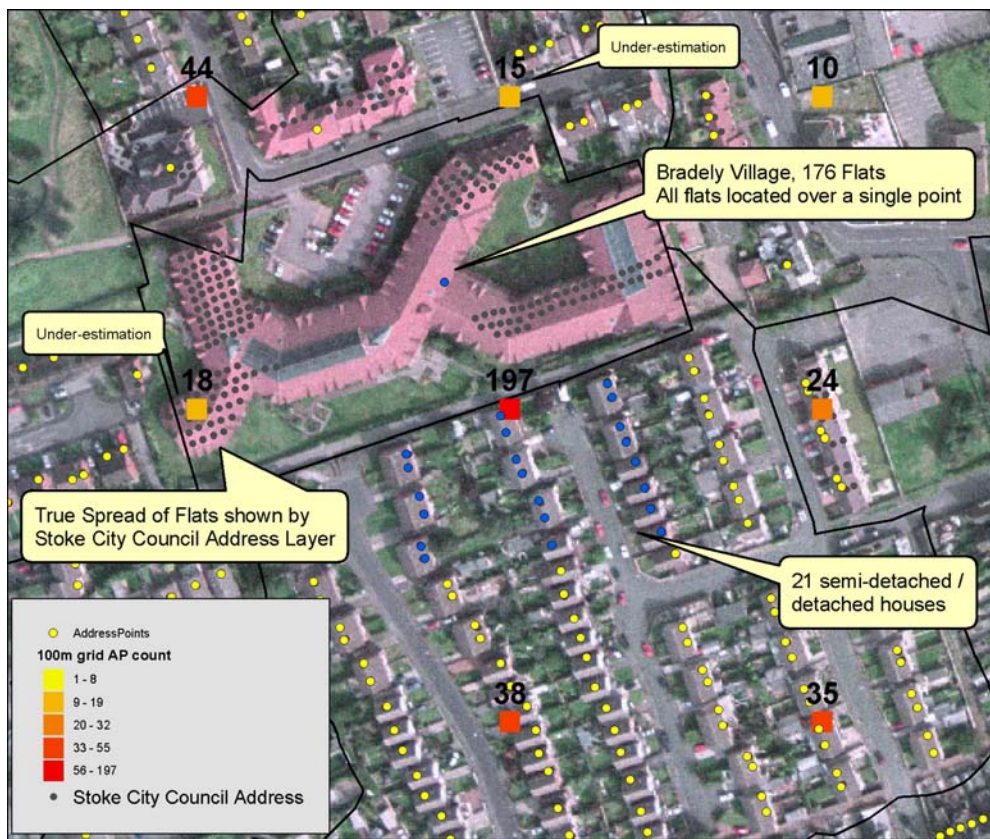 Under-estimation
44
15
10
Bradely Village, 176 Flats
All flats located over a single point
Under-estimation
18
197
24
True Spread of Flats shown by
Stoke City Council Address Layer
21 semi-detached /
detached houses
AddressPoints
100m grid AP count
1 - 8
9 - 19
20 - 32
33 - 55
56 - 197
Stoke City Council Address
38
35